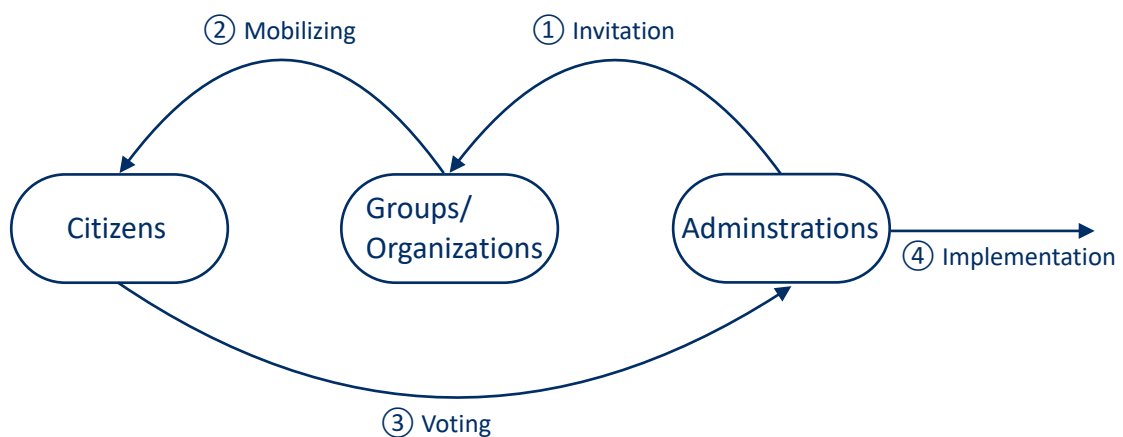 ② Mobilizing
① Invitation
Citizens
Groups/
Organizations
Adminstrations
④ Implementation
③ Voting